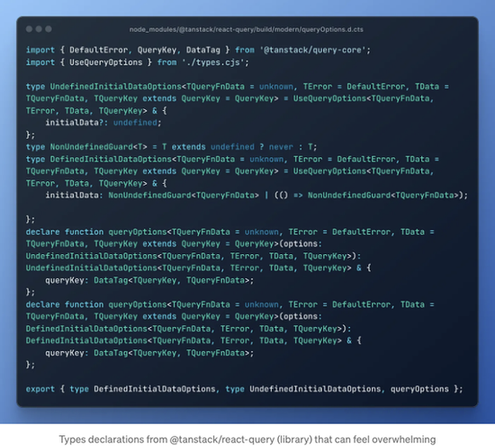 node_modules/@tanstack/react-query/build/modern/queryOptions.d.cts
import { DefaultError, QueryKey, DataTag } from '@tanstack/query-core';
import { UseQueryOptions } from './types.cjs';
type UndefinedInitialDataOptions<TQueryFnData = unknown, TError = DefaultError, TData =
TQueryFnData, TQueryKey extends QueryKey = QueryKey> = UseQueryOptions<TQueryFnData,
TError, TData, TQueryKey> & {
initialData?: undefined;
};
type NonUndefinedGuard<T> = T extends undefined ? never : T;
type DefinedInitialDataOptions<TQueryFnData = unknown, TError = DefaultError, TData =
TQueryFnData, TQueryKey extends QueryKey = QueryKey> = UseQueryOptions<TQueryFnData,
TError, TData, TQueryKey> & {
initialData: NonUndefinedGuard<TQueryFnData> | (() => NonUndefinedGuard<TQueryFnData>);
};
declare function queryOptions<TQueryFnData = unknown, TError = DefaultError, TData =
TQueryFnData, TQueryKey extends QueryKey = QueryKey>(options:
UndefinedInitialDataOptions<TQueryFnData, TError, TData, TQueryKey>):
UndefinedInitialDataOptions<TQueryFnData, TError, TData, TQueryKey> & {
queryKey: DataTag<TQueryKey, TQueryFnData>;
};
declare function queryOptions<TQueryFnData = unknown, TError = DefaultError, TData =
TQueryFnData, TQueryKey extends QueryKey = QueryKey>(options:
DefinedInitialDataOptions<TQueryFnData, TError, TData, TQueryKey>):
DefinedInitialDataOptions<TQueryFnData, TError, TData, TQueryKey> & {
queryKey: DataTag<TQueryKey, TQueryFnData>;
};
export { type DefinedInitialDataOptions, type UndefinedInitialDataOptions, queryOptions };
Types declarations from @tanstack/react-query (library) that can feel overwhelming